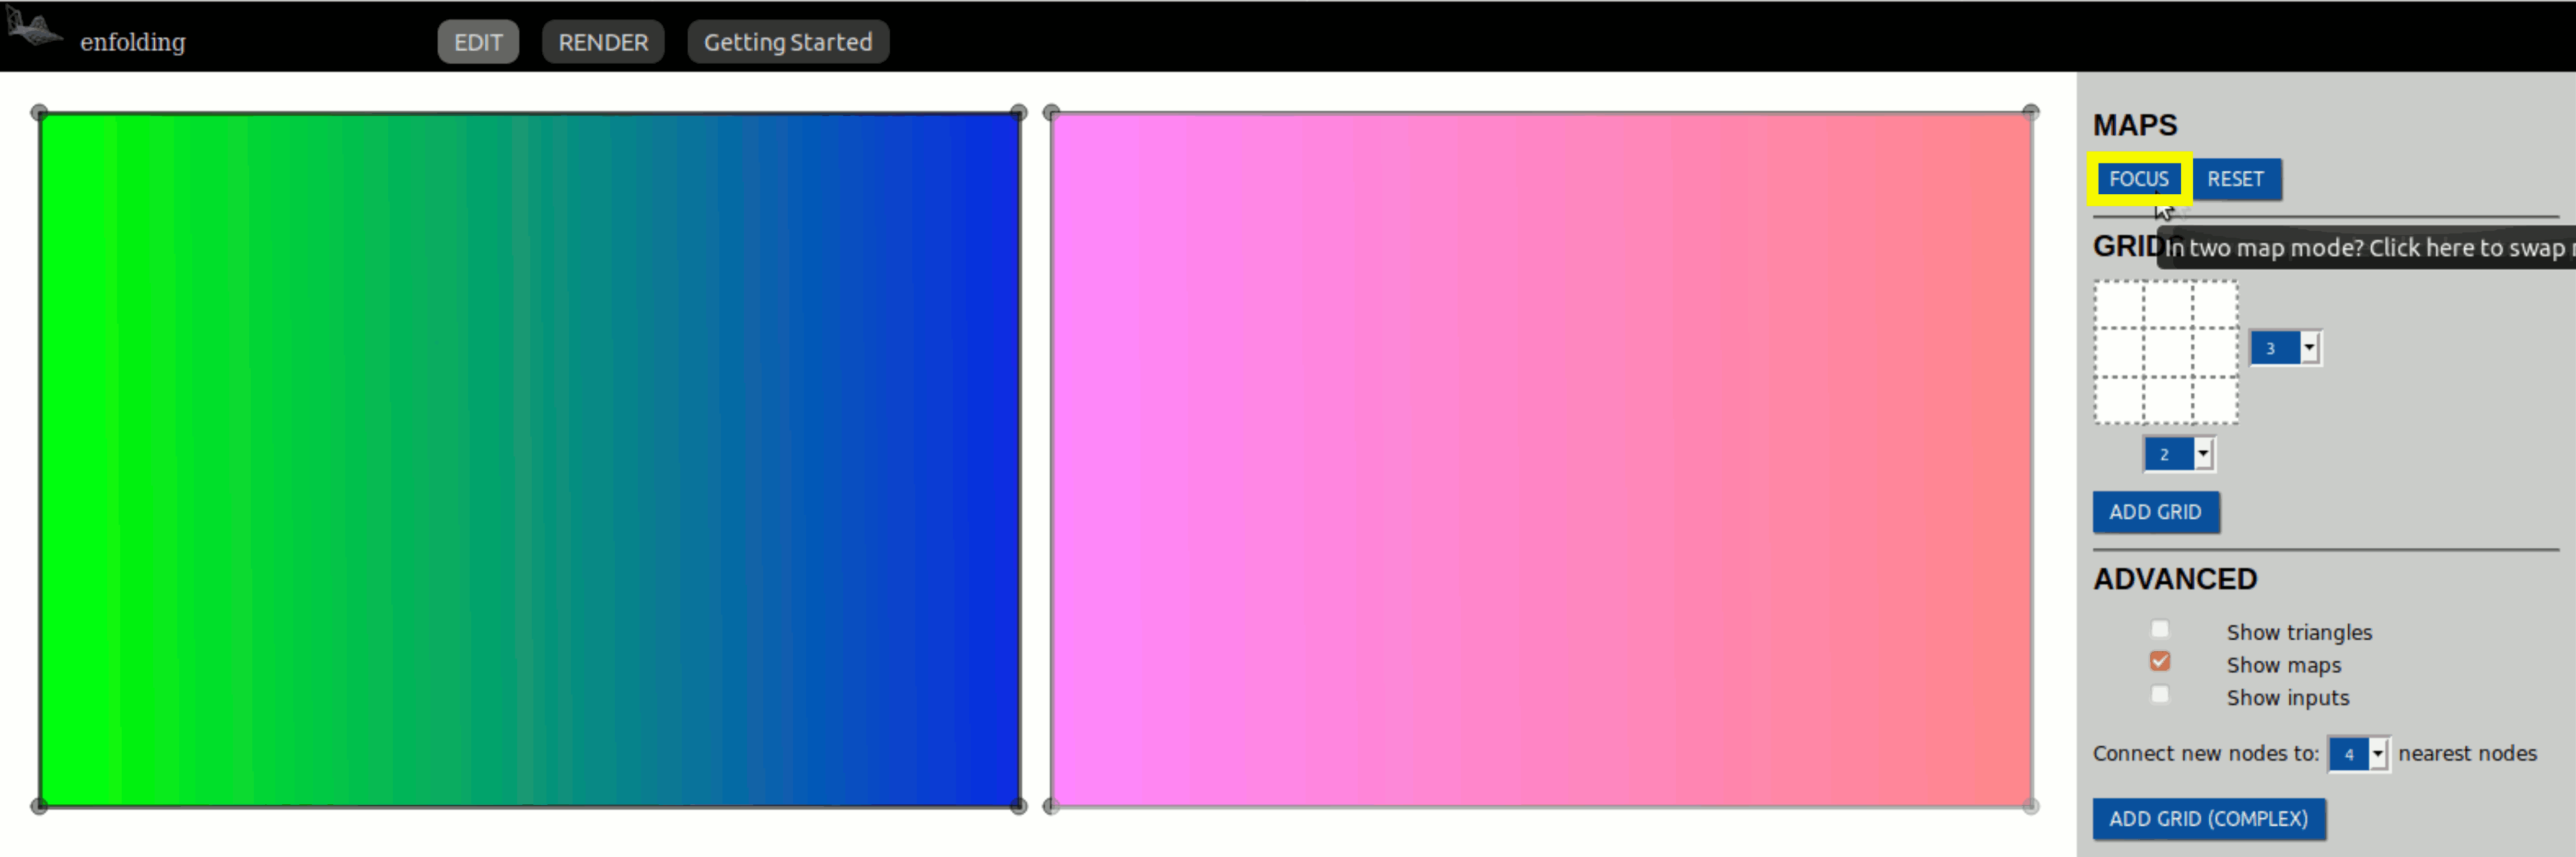 enfolding EDIT RENDER Getting Started
MAPS
FOCUS RESET
GRID
In two map mode? Click here to swap
3
2
ADD GRID
ADVANCED
Show triangles
Show maps
Show inputs
Connect new nodes to: 4 nearest nodes
ADD GRID (COMPLEX)